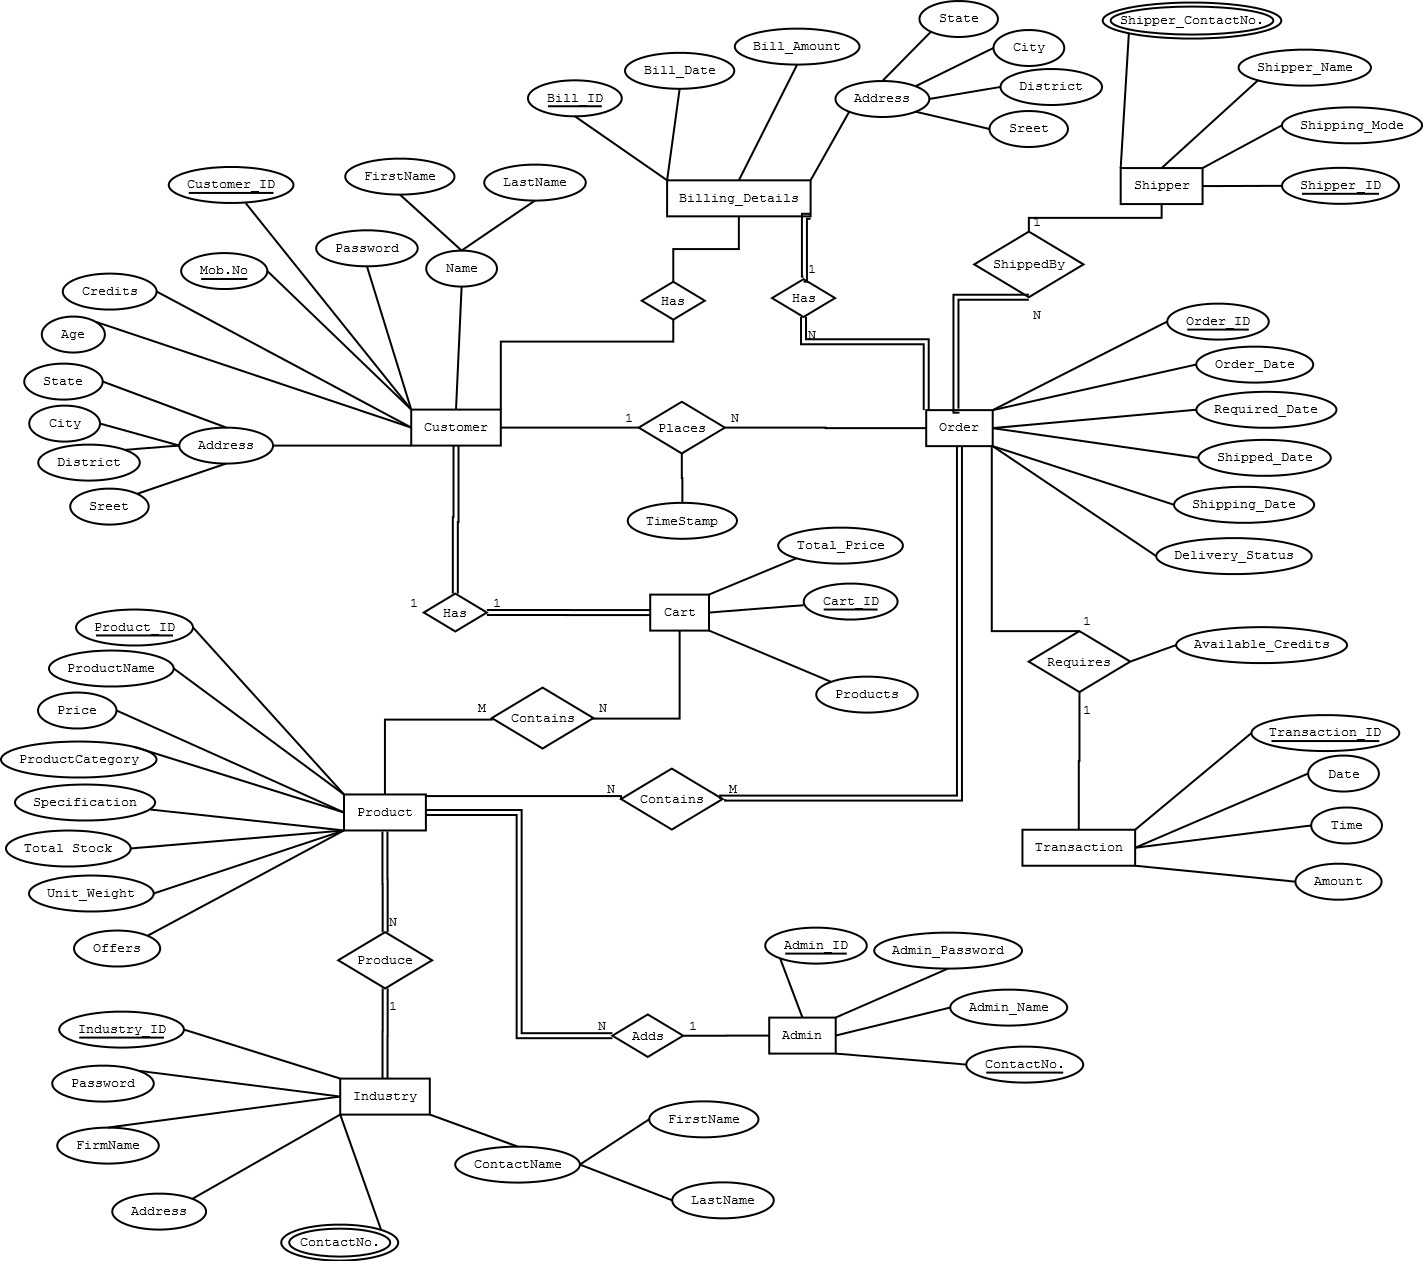 State
Shipper_ContactNo.
Bill_Amount
City
Bill_Date
Shipper_Name
Bill_ID
Address
District
Sreet
Shipping_Mode
FirstName
LastName
Customer_ID
Billing_Details
Shipper
Shipper_ID
1
Password
Mob.No
Name
ShippedBy
1
Credits
Has
Has
N
Order_ID
Age
N
Order_Date
State
Required_Date
City
Customer
1
Places
N
Order
Address
District
Shipped_Date
Sreet
TimeStamp
Shipping_Date
Total_Price
Delivery_Status
Cart_ID
1
Has
1
Cart
Product_ID
1
ProductName
Requires
Available_Credits
Products
Price
M
Contains
N
1
Transaction_ID
ProductCategory
Date
N
Contains
M
Specification
Product
Time
Total Stock
Transaction
Unit_Weight
Amount
N
Offers
Admin_ID
Admin_Password
Produce
1
Admin_Name
Industry_ID
N
Adds
1
Admin
ContactNo.
Password
Industry
FirstName
FirmName
ContactName
LastName
Address
ContactNo.